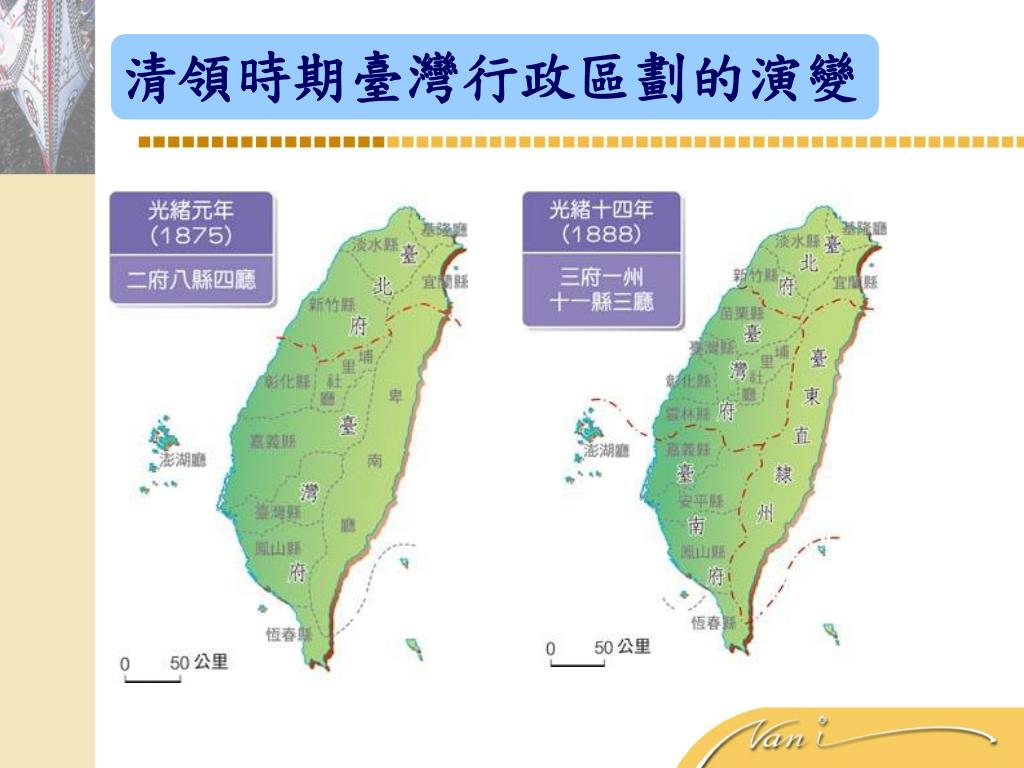 清領時期臺灣行政區劃的演變
光緒元年
(1875)
二府八縣四廳
基隆廳
淡水縣
臺北府
宜蘭縣
新竹縣
埔里社廳
彰化縣
卑南廳
臺灣府
嘉義縣
澎湖廳
臺灣縣
鳳山縣
恆春縣
0 50 公里
光緒十四年
(1888)
三府一州
十一縣三廳
基隆廳
淡水縣
臺北府
新竹縣
宜蘭縣
苗栗縣
臺灣府
臺灣縣
埔里社廳
臺東直隸州
彰化縣
雲林縣
嘉義縣
澎湖廳
臺南府
安平縣
鳳山縣
恆春縣
0 50 公里
Nani